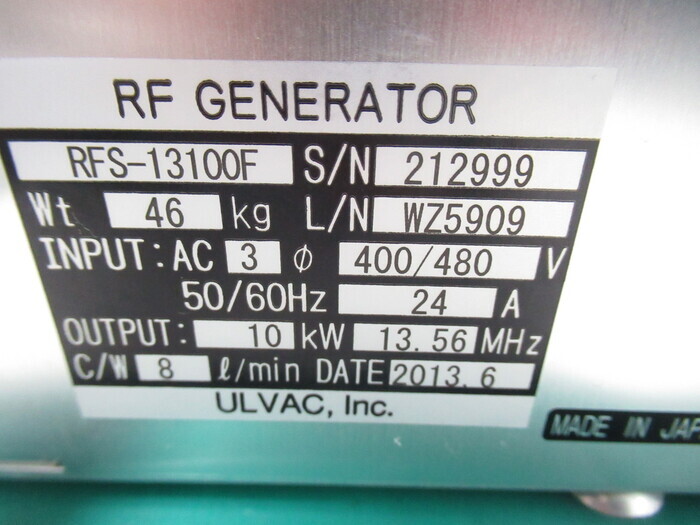 RF GENERATOR
RFS-13100F S/N 212999
Wt 46 kg L/N WZ5909
INPUT: AC 3 ϕ 400/480 V
50/60Hz 24 A
OUTPUT: 10 kW 13.56 MHz
C/W 8 ℓ/min DATE 2013.6
ULVAC, Inc.
MADE IN JAP